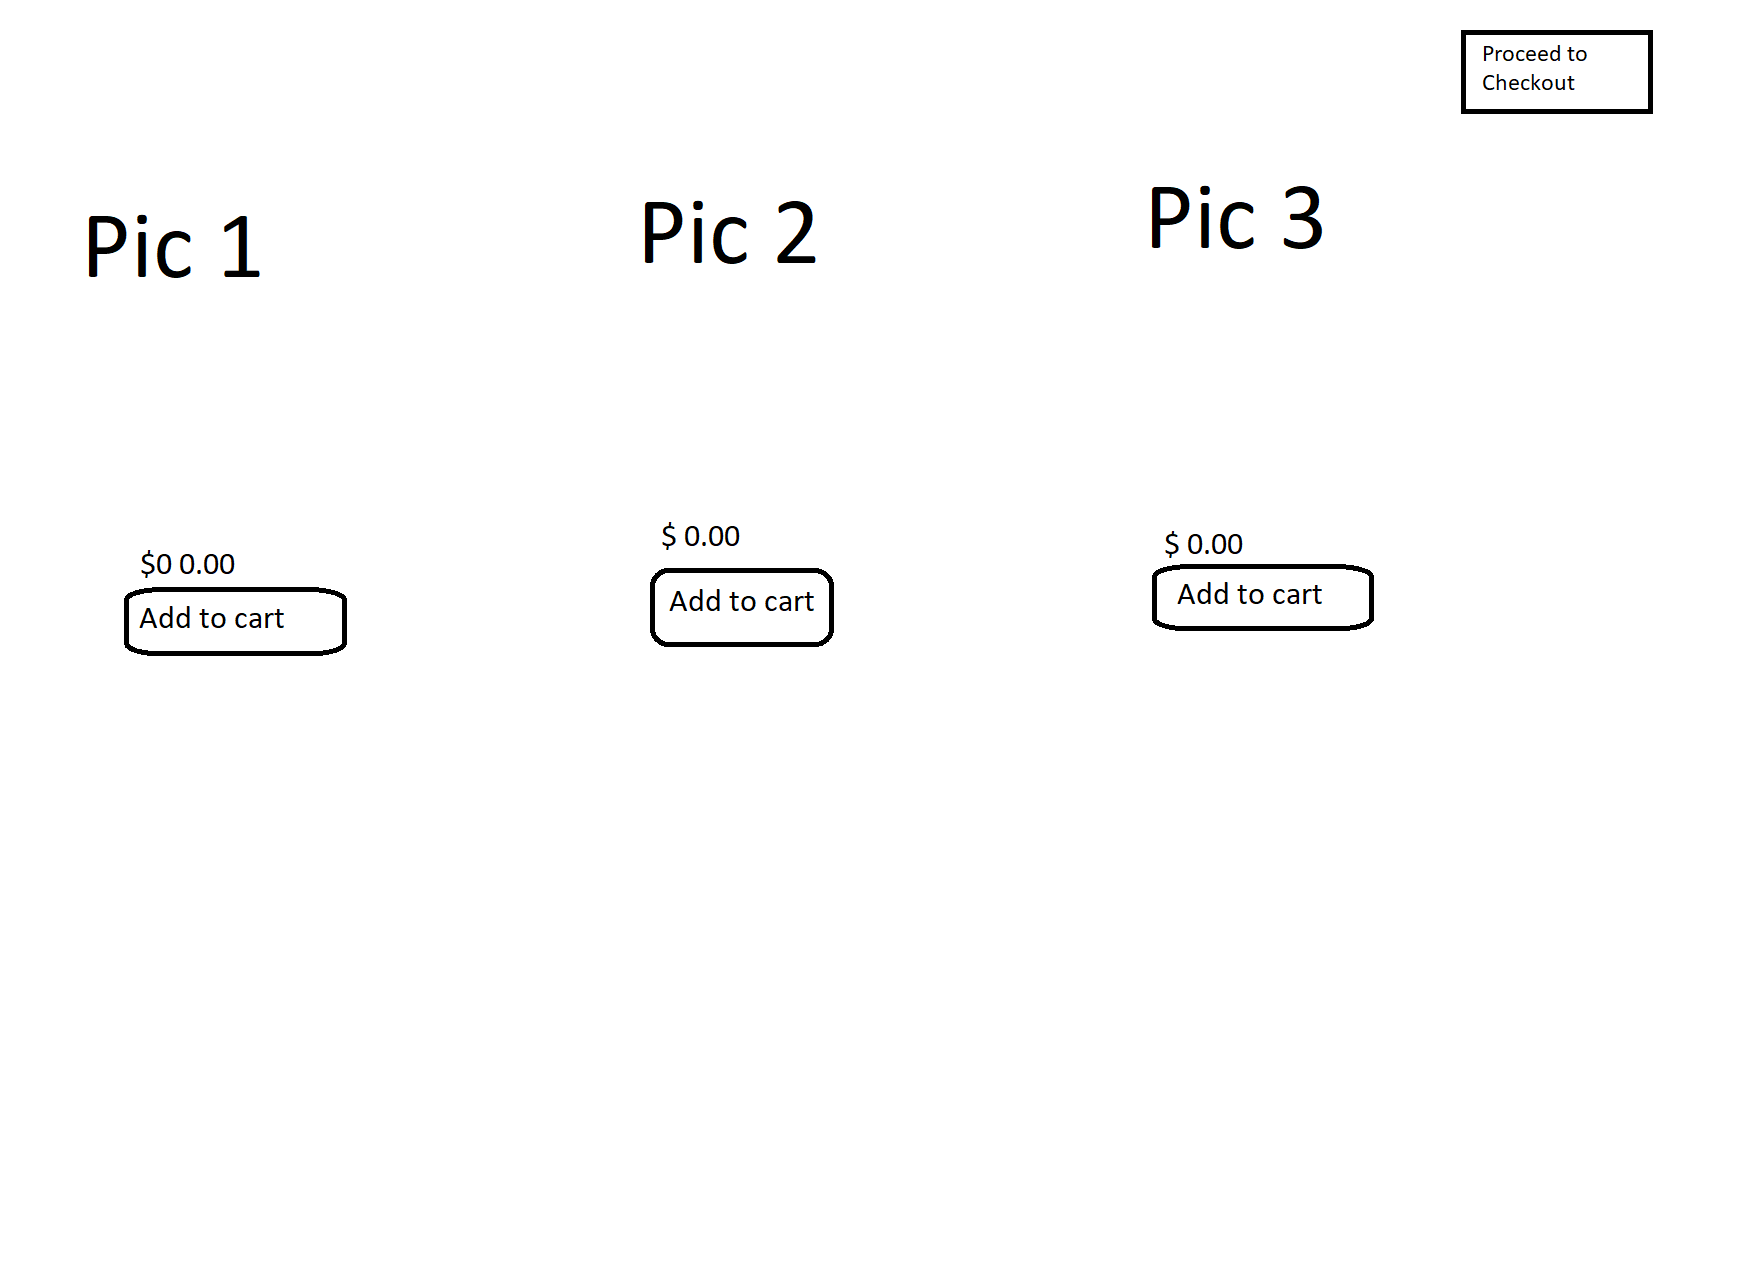 Proceed to
Checkout
Pic 1
Pic 2
Pic 3
$0 0.00
$ 0.00
$ 0.00
Add to cart
Add to cart
Add to cart